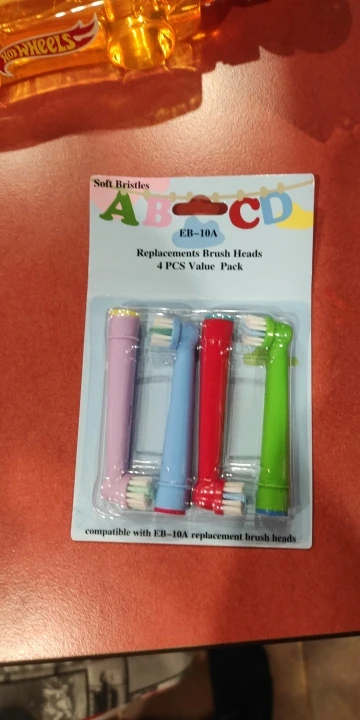 Hot Wheels
Soft Bristles
A B C D
EB-10A
Replacements Brush Heads
4 PCS Value Pack
compatible with EB-10A replacement brush heads